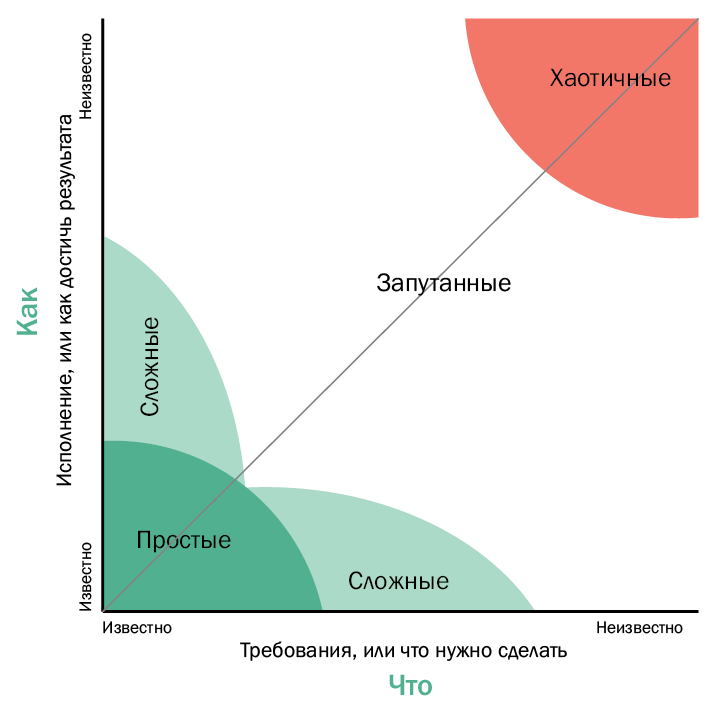 Неизвестно
Хаотичные
Исполнение, или как достичь результата
Как
Запутанные
Сложные
Простые
Сложные
Известно
Известно
Неизвестно
Требования, или что нужно сделать
Что